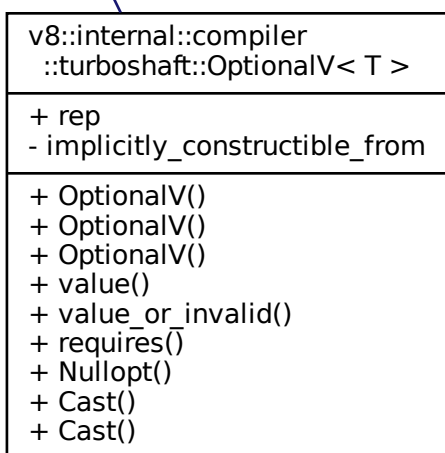 v8::internal::compiler
::turboshaft::OptionalV< T >
+ rep
- implicitly_constructible_from
+ OptionalV()
+ OptionalV()
+ OptionalV()
+ value()
+ value_or_invalid()
+ requires()
+ Nullopt()
+ Cast()
+ Cast()